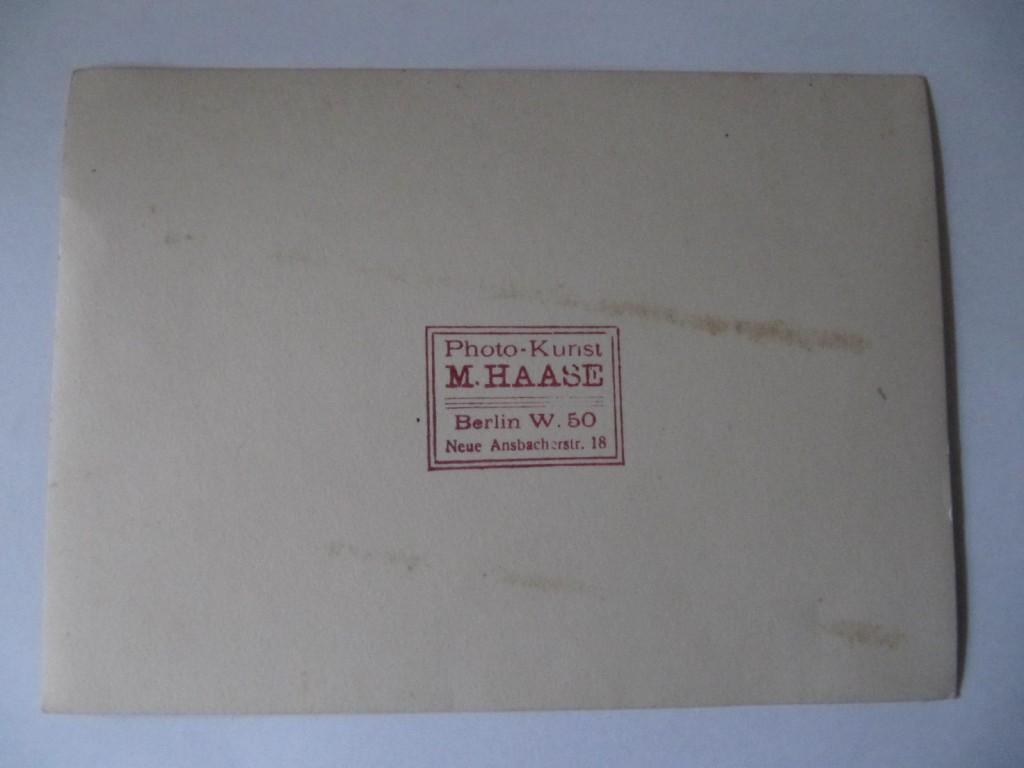 Photo-Kunst
M. HAASE
Berlin W. 50
Neue Ansbacherstr. 18